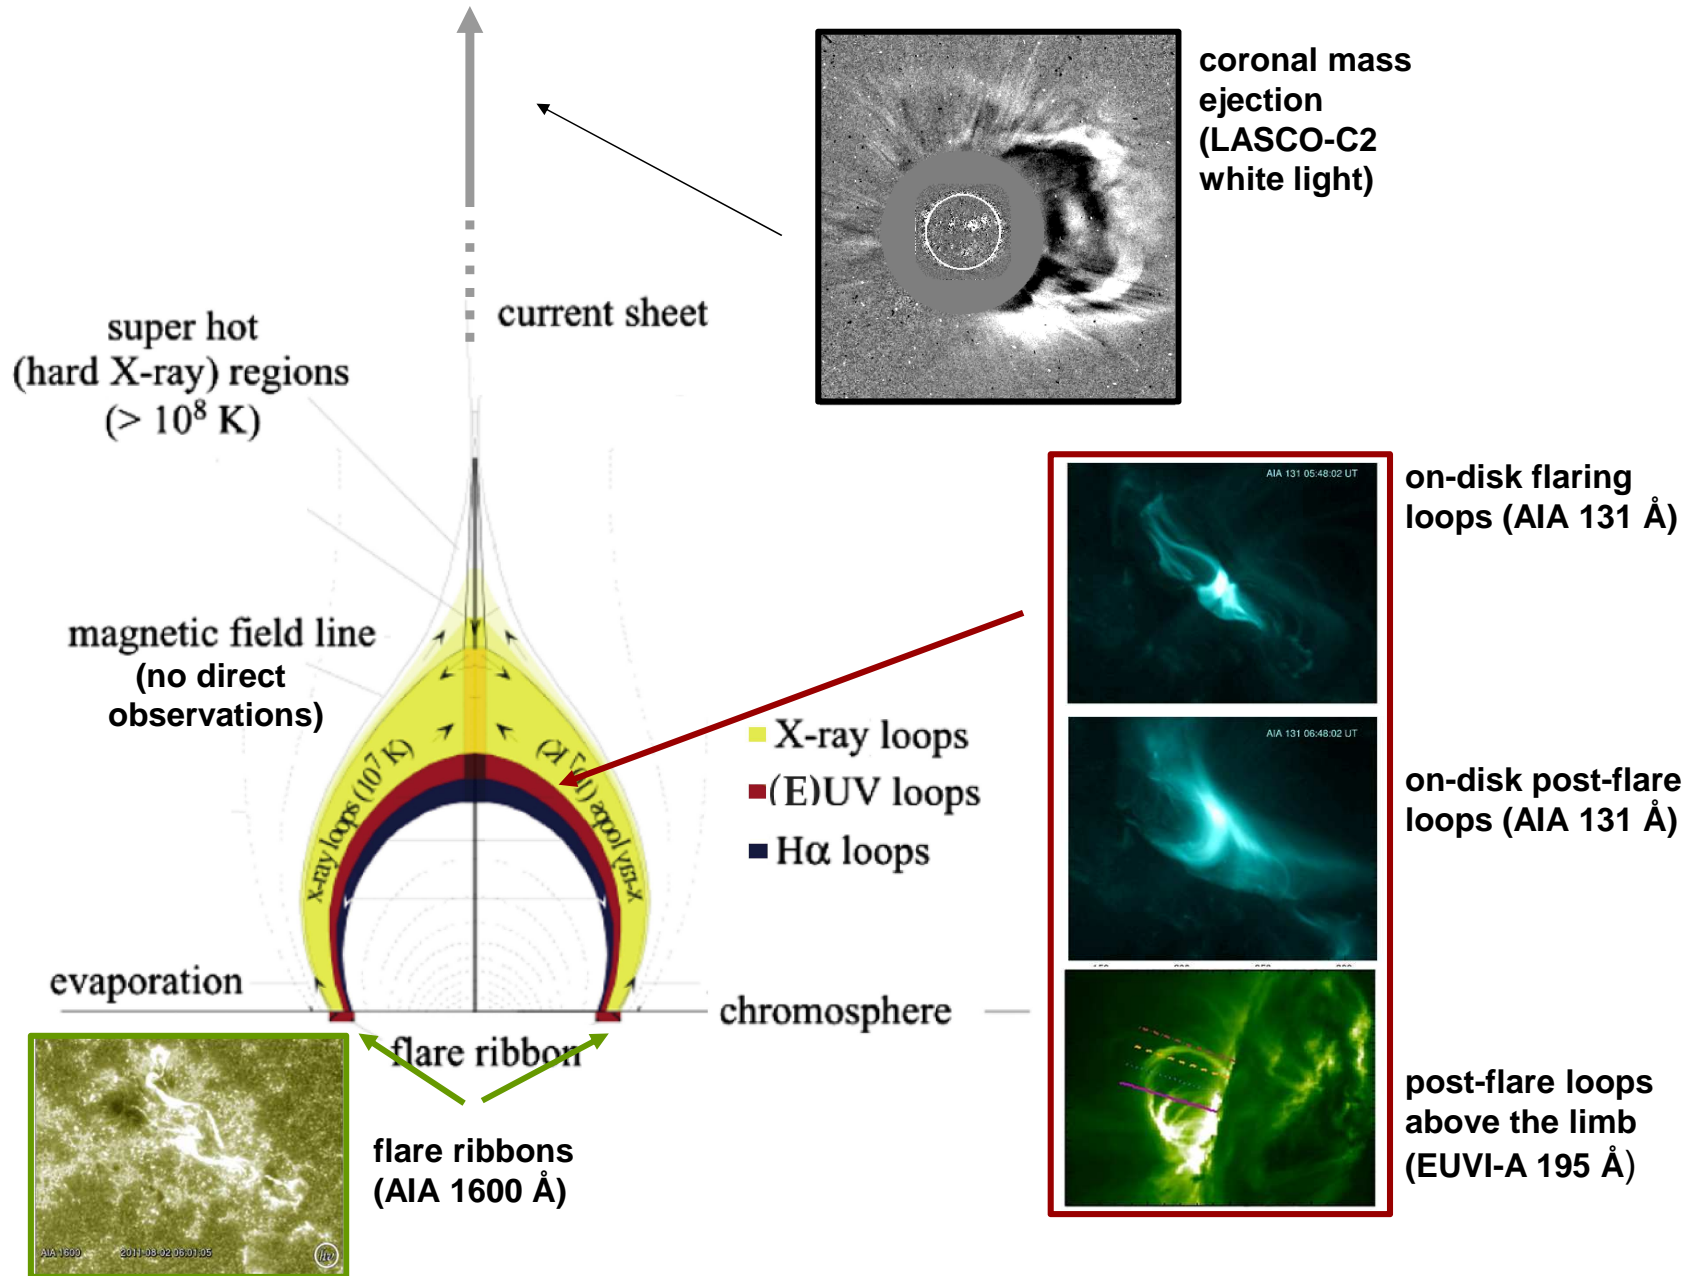 coronal mass
ejection
(LASCO-C2
white light)
current sheet
super hot
(hard X-ray) regions
(> 10⁸ K)
AIA 131 05:48:02 UT
on-disk flaring
loops (AIA 131 Å)
magnetic field line
(no direct
observations)
X-ray loops (10⁷ K)
X-ray loops (10⁷ K)
X-ray loops
(E)UV loops
Hα loops
AIA 131 06:48:02 UT
on-disk post-flare
loops (AIA 131 Å)
evaporation
chromosphere
flare ribbon
post-flare loops
above the limb
(EUVI-A 195 Å)
flare ribbons
(AIA 1600 Å)
AIA 1600 2011-08-02 06:01:05